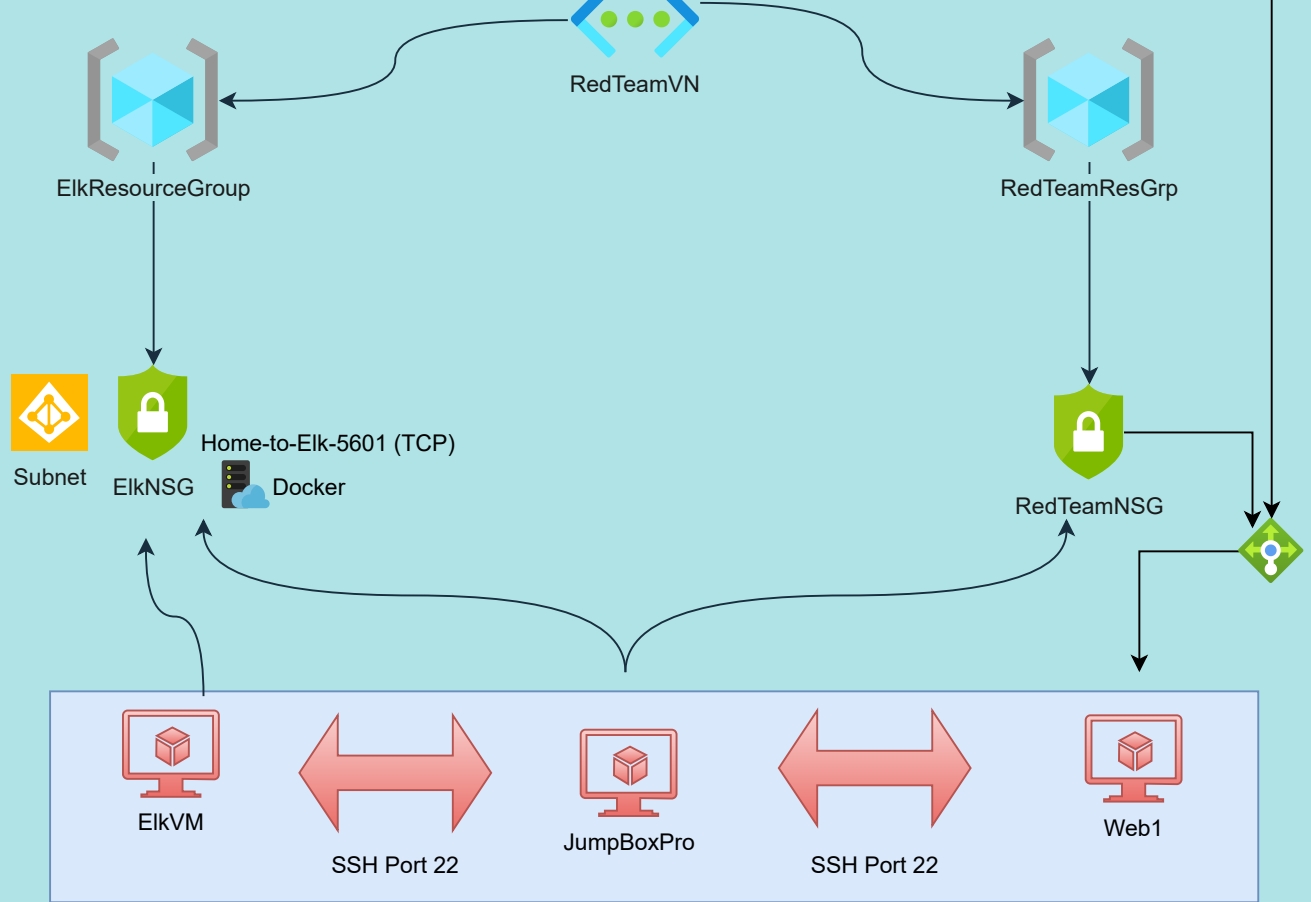 RedTeamVN
ElkResourceGroup
RedTeamResGrp
Home-to-Elk-5601 (TCP)
Subnet
ElkNSG
Docker
RedTeamNSG
ElkVM
JumpBoxPro
Web1
SSH Port 22
SSH Port 22